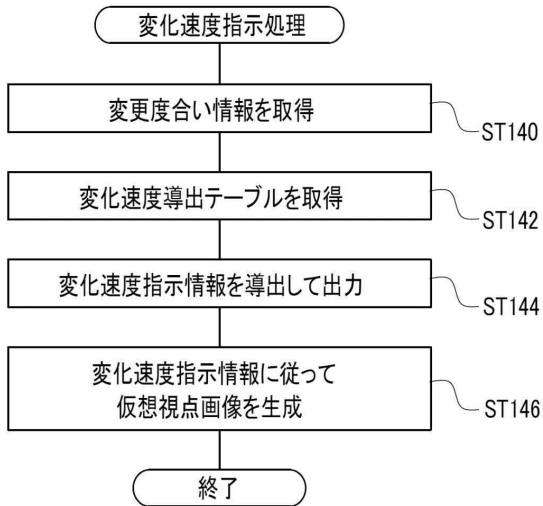 変化速度指示処理
変更度合い情報を取得
ST140
変化速度導出テーブルを取得
ST142
変化速度指示情報を導出して出力
ST144
変化速度指示情報に従って
仮想視点画像を生成
ST146
終了